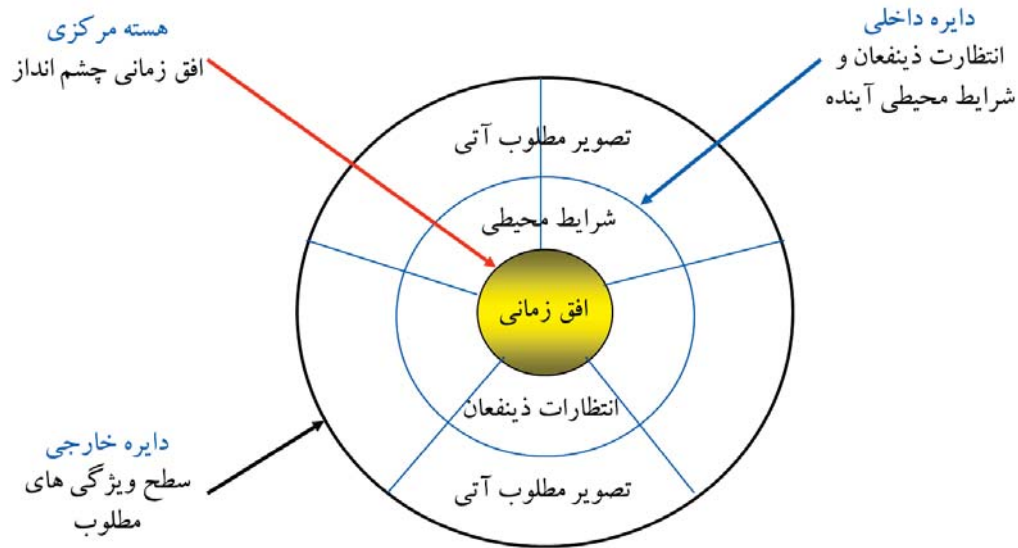 دایره داخلی
انتظارت ذینفعان و
شرایط محیطی آینده
هسته مرکزی
افق زمانی چشم انداز
تصویر مطلوب آتی
شرایط محیطی
افق زمانی
انتظارات ذینفعان
تصویر مطلوب آتی
دایره خارجی
سطح ویژگی های
مطلوب